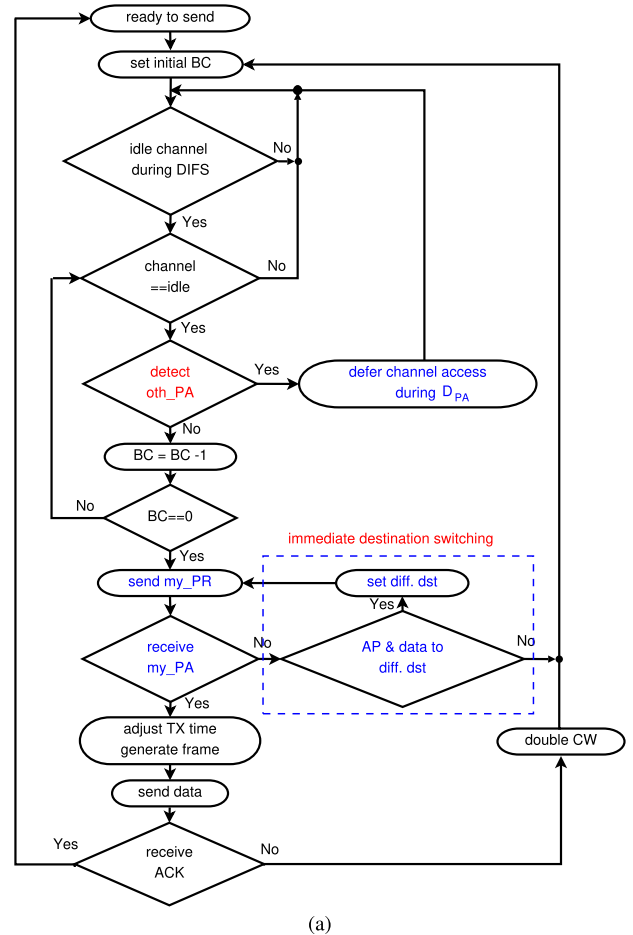 ready to send
set initial BC
idle channel
during DIFS
No
Yes
channel
==idle
No
Yes
detect
oth_PA
Yes
defer channel access
during D_PA
No
BC = BC -1
BC==0
No
Yes
immediate destination switching
send my_PR
set diff. dst
Yes
receive
my_PA
No
AP & data to
diff. dst
No
Yes
adjust TX time
generate frame
double CW
send data
receive
ACK
Yes
No
(a)